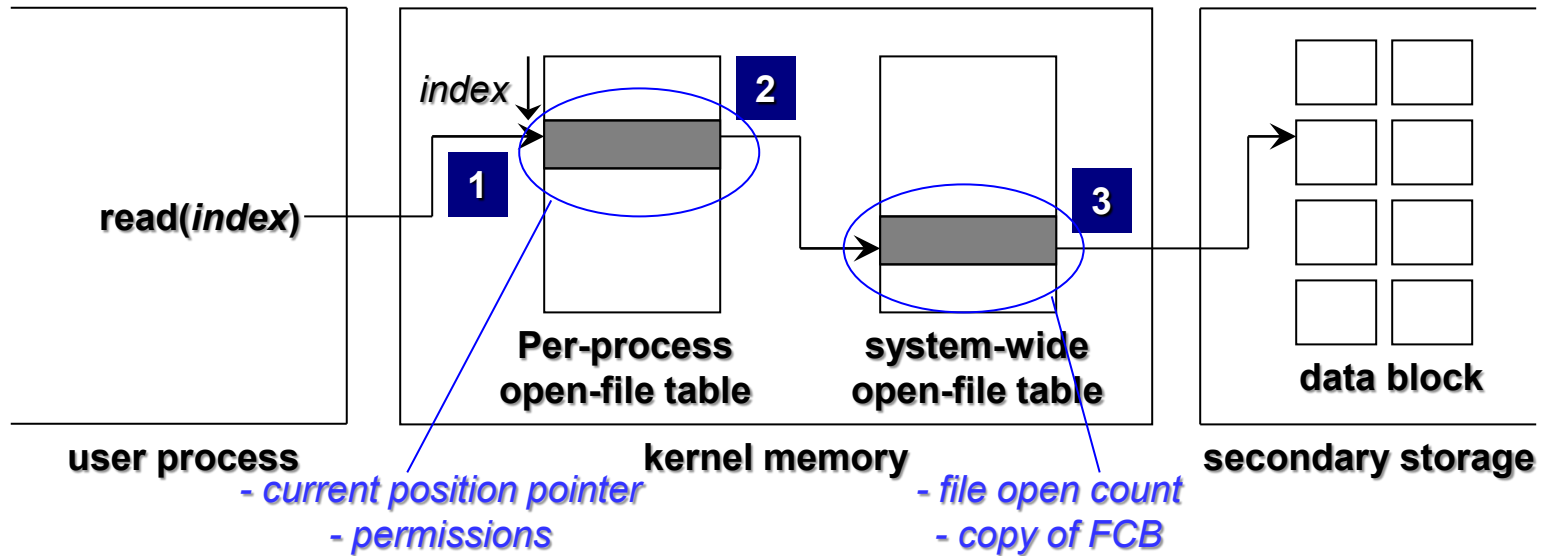 index
2
1
3
read(index)
Per-process
open-file table
system-wide
open-file table
data block
user process
kernel memory
secondary storage
- current position pointer
- permissions
- file open count
- copy of FCB